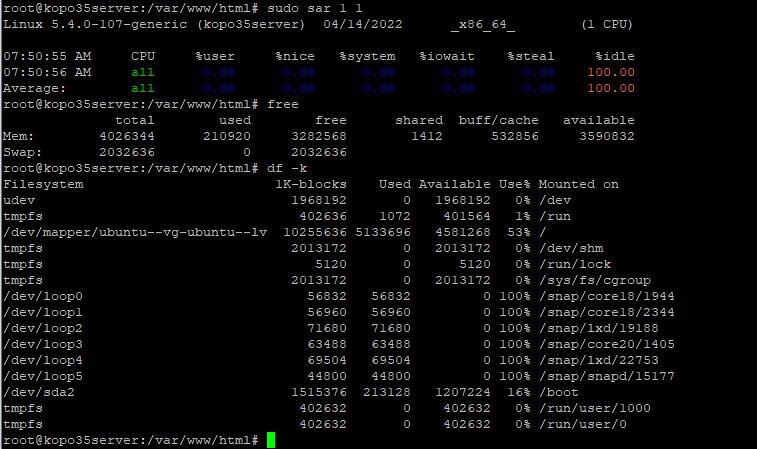 root@kopo35server:/var/www/html# sudo sar 1 1
Linux 5.4.0-107-generic (kopo35server)  04/14/2022      _x86_64_        (1 CPU)
07:50:55 AM     CPU     %user     %nice   %system   %iowait    %steal     %idle
07:50:56 AM     all      0.00      0.00      0.00      0.00      0.00    100.00
Average:        all      0.00      0.00      0.00      0.00      0.00    100.00
root@kopo35server:/var/www/html# free
              total        used        free      shared  buff/cache   available
Mem:        4026344      210920     3282568        1412      532856     3590832
Swap:       2032636           0     2032636
root@kopo35server:/var/www/html# df -k
Filesystem                        1K-blocks    Used Available Use% Mounted on
udev                                1968192       0   1968192   0% /dev
tmpfs                                402636    1072    401564   1% /run
/dev/mapper/ubuntu--vg-ubuntu--lv  10255636 5133696   4581268  53% /
tmpfs                               2013172       0   2013172   0% /dev/shm
tmpfs                                  5120       0      5120   0% /run/lock
tmpfs                               2013172       0   2013172   0% /sys/fs/cgroup
/dev/loop0                            56832   56832         0 100% /snap/core18/1944
/dev/loop1                            56960   56960         0 100% /snap/core18/2344
/dev/loop2                            71680   71680         0 100% /snap/lxd/19188
/dev/loop3                            63488   63488         0 100% /snap/core20/1405
/dev/loop4                            69504   69504         0 100% /snap/lxd/22753
/dev/loop5                            44800   44800         0 100% /snap/snapd/15177
/dev/sda2                           1515376  213128   1207224  16% /boot
tmpfs                                402632       0    402632   0% /run/user/1000
tmpfs                                402632       0    402632   0% /run/user/0
root@kopo35server:/var/www/html#